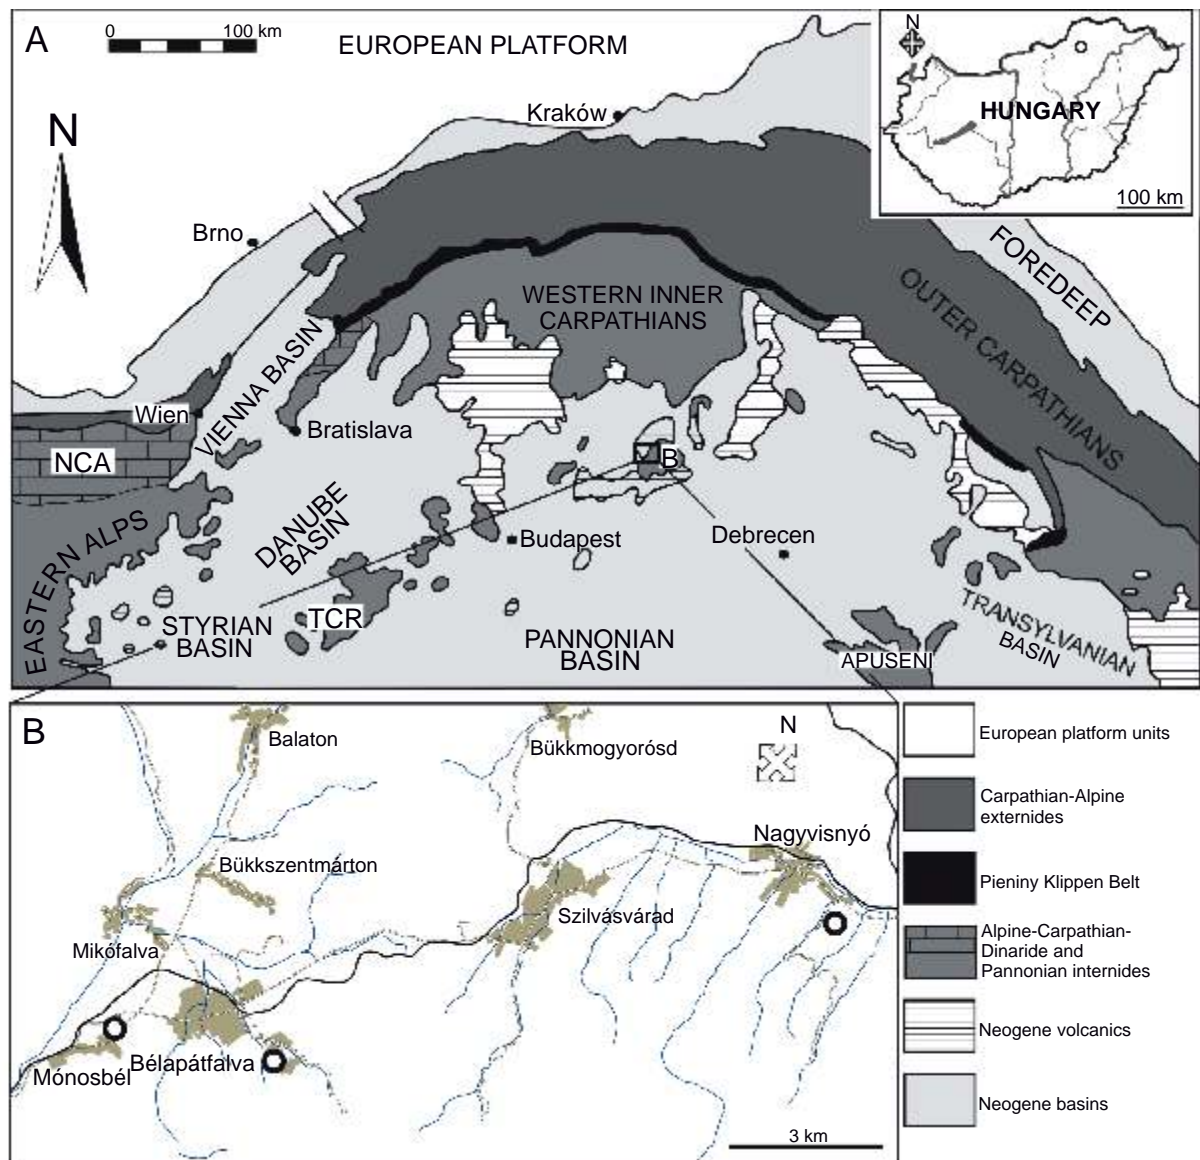 A
0 100 km
EUROPEAN PLATFORM
N
HUNGARY
100 km
N
Kraków
Brno
FOREDEEP
OUTER CARPATHIANS
WESTERN INNER
CARPATHIANS
VIENNA BASIN
Wien
Bratislava
NCA
B
EASTERN ALPS
DANUBE
BASIN
Budapest
Debrecen
STYRIAN
BASIN
TCR
PANNONIAN
BASIN
APUSENI
TRANSYLVANIAN
BASIN
B
Balaton
Bükkmogyorósd
N
Nagyvisnyó
Bükkszentmárton
Szilvásvárad
Mikófalva
Mónosbél
Bélapátfalva
3 km
European platform units
Carpathian-Alpine
externides
Pieniny Klippen Belt
Alpine-Carpathian-
Dinaride and
Pannonian internides
Neogene volcanics
Neogene basins